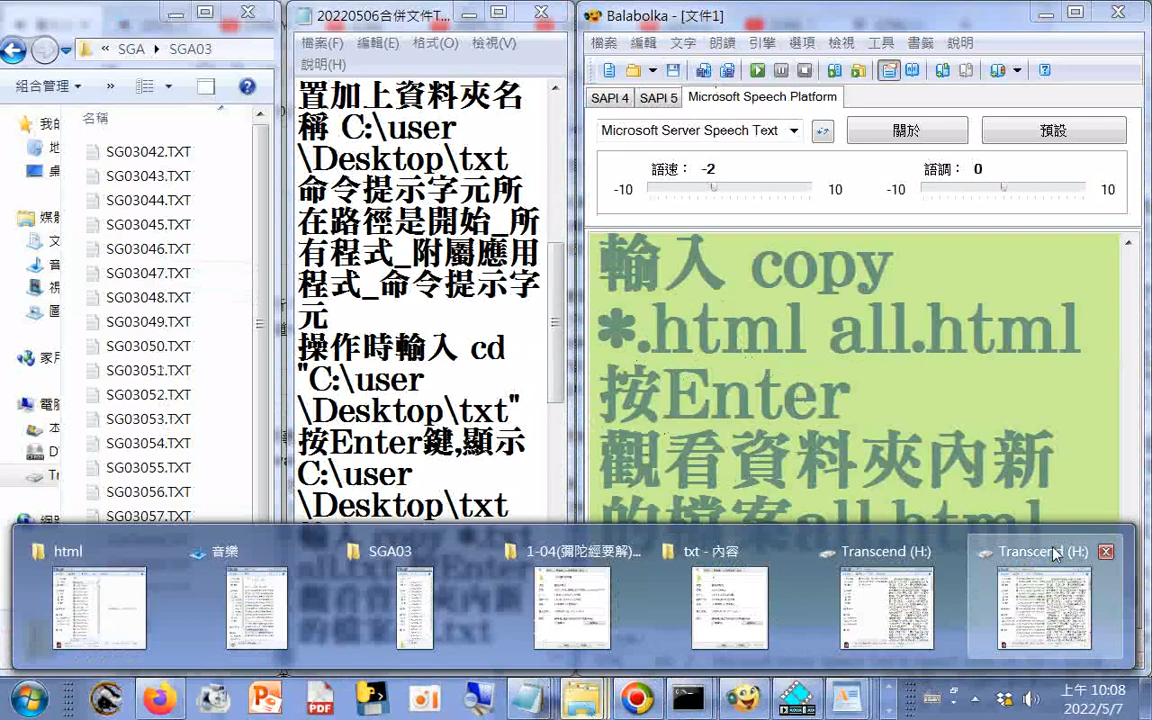 SGA ▸ SGA03
組合管理
»
我的
名稱
SG03042.TXT
SG03043.TXT
SG03044.TXT
SG03045.TXT
SG03046.TXT
SG03047.TXT
SG03048.TXT
SG03049.TXT
SG03050.TXT
SG03051.TXT
SG03052.TXT
SG03053.TXT
SG03054.TXT
SG03055.TXT
SG03056.TXT
SG03057.TXT
20220506合併文件T...
檔案(F) 編輯(E) 格式(O) 檢視(V)
說明(H)
置加上資料夾名
稱 C:\user
\Desktop\txt
命令提示字元所
在路徑是開始_所
有程式_附屬應用
程式_命令提示字
元
操作時輸入 cd
"C:\user
\Desktop\txt"
按Enter鍵,顯示
C:\user
\Desktop\txt
Balabolka - [文件1]
檔案 編輯 文字 朗讀 引擎 選項 檢視 工具 書籤 說明
SAPI 4 SAPI 5 Microsoft Speech Platform
Microsoft Server Speech Text
關於
預設
語速： -2
語調： 0
-10 10 -10 10
輸入 copy
*.html all.html
按Enter
觀看資料夾內新
的檔案all.html
html
音樂
SGA03
1-04(彌陀經要解)...
txt - 內容
Transcend (H:)
Transcend (H:)
上午 10:08
2022/5/7